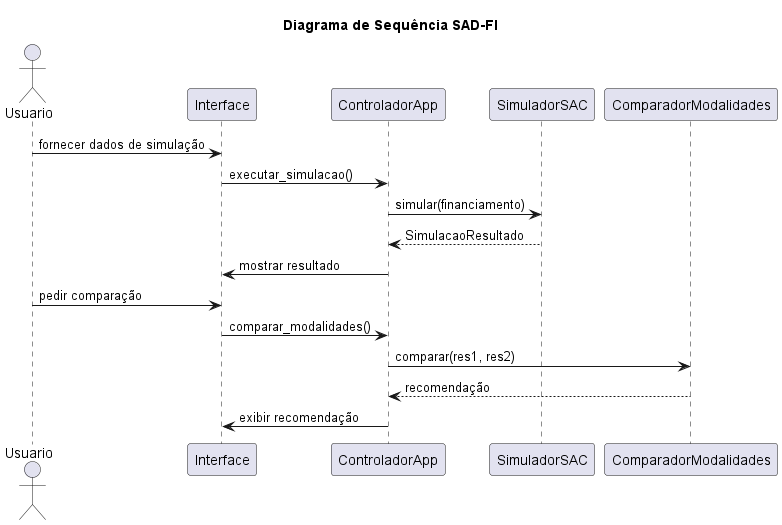 Diagrama de Sequência SAD-FI
Usuario
Interface
ControladorApp
SimuladorSAC
ComparadorModalidades
fornecer dados de simulação
executar_simulacao()
simular(financiamento)
SimulacaoResultado
mostrar resultado
pedir comparação
comparar_modalidades()
comparar(res1, res2)
recomendação
exibir recomendação
Usuario
Interface
ControladorApp
SimuladorSAC
ComparadorModalidades